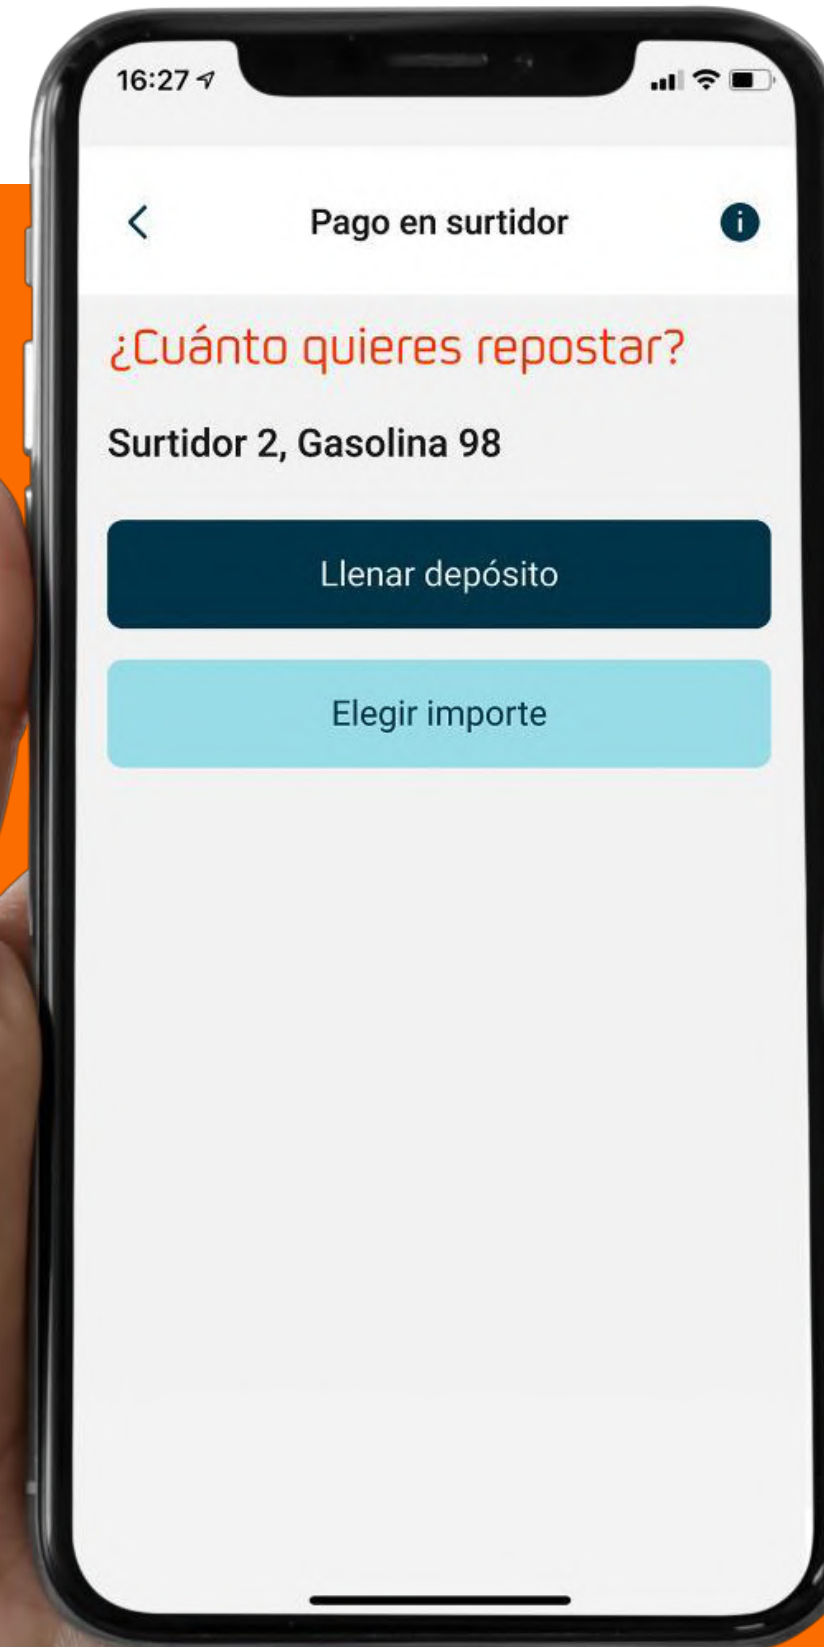 16:27
Pago en surtidor
¿Cuánto quieres repostar?
Surtidor 2, Gasolina 98
Llenar depósito
Elegir importe